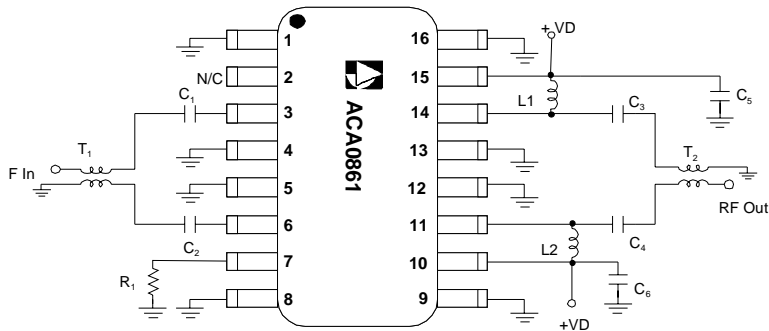 + VD
1 16
N/C 2 15
C1 L1 C3 C5
3 14
ACA0861
T1 4 13 T2
F In
5 12
RF Out
6 11
C2 L2 C4
7 10
R1 C6
8 9
+VD